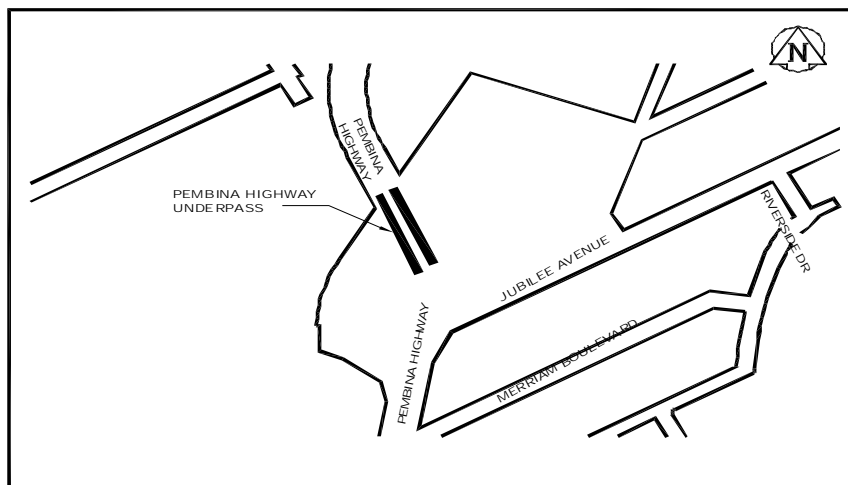 N
PEMBINA
HIGHWAY
PEMBINA HIGHWAY
UNDERPASS
RIVERSIDE DR
JUBILEE AVENUE
PEMBINA HIGHWAY
MERRIAM BOULEVARD